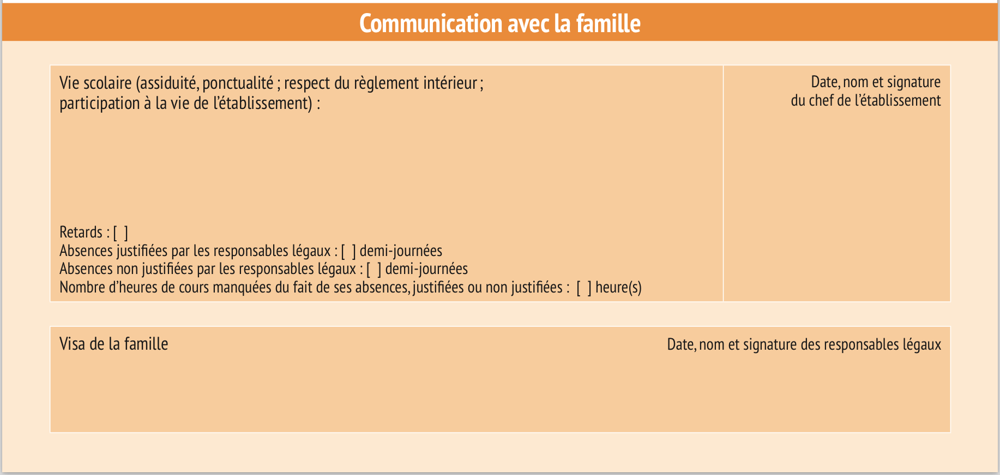 Communication avec la famille
Vie scolaire (assiduité, ponctualité ; respect du règlement intérieur ;
participation à la vie de l’établissement) :
Date, nom et signature
du chef de l’établissement
Retards : [  ]
Absences justifiées par les responsables légaux : [  ] demi-journées
Absences non justifiées par les responsables légaux : [  ] demi-journées
Nombre d’heures de cours manquées du fait de ses absences, justifiées ou non justifiées :  [  ] heure(s)
Visa de la famille
Date, nom et signature des responsables légaux